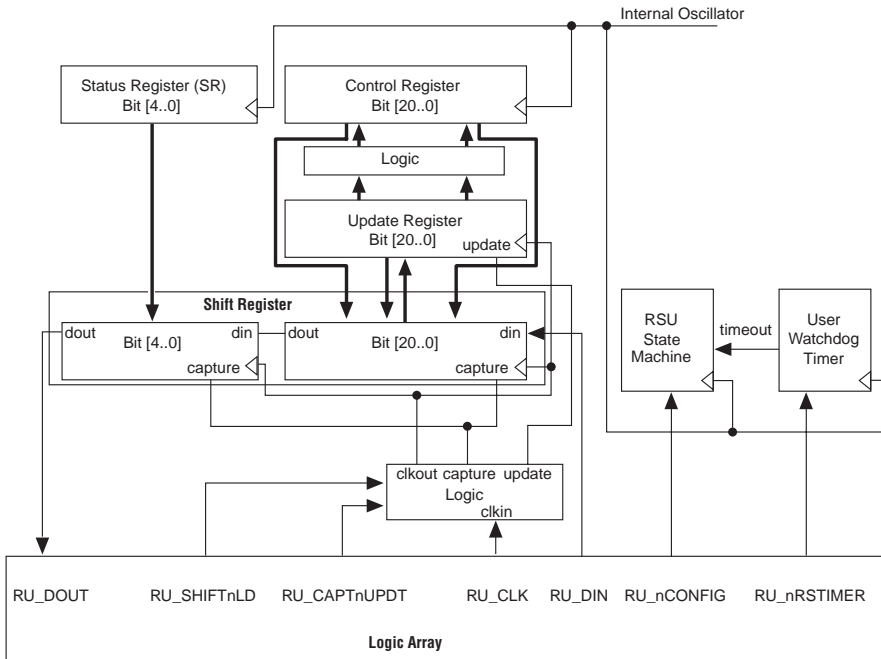 Internal Oscillator
Status Register (SR)
Bit [4..0]
Control Register
Bit [20..0]
Logic
Update Register
Bit [20..0]
update
Shift Register
dout
din
Bit [4..0]
capture
dout
din
Bit [20..0]
capture
RSU
State
Machine
timeout
User
Watchdog
Timer
clkout capture update
Logic
clkin
RU_DOUT
RU_SHIFTnLD
RU_CAPTnUPDT
RU_CLK
RU_DIN
RU_nCONFIG
RU_nRSTIMER
Logic Array